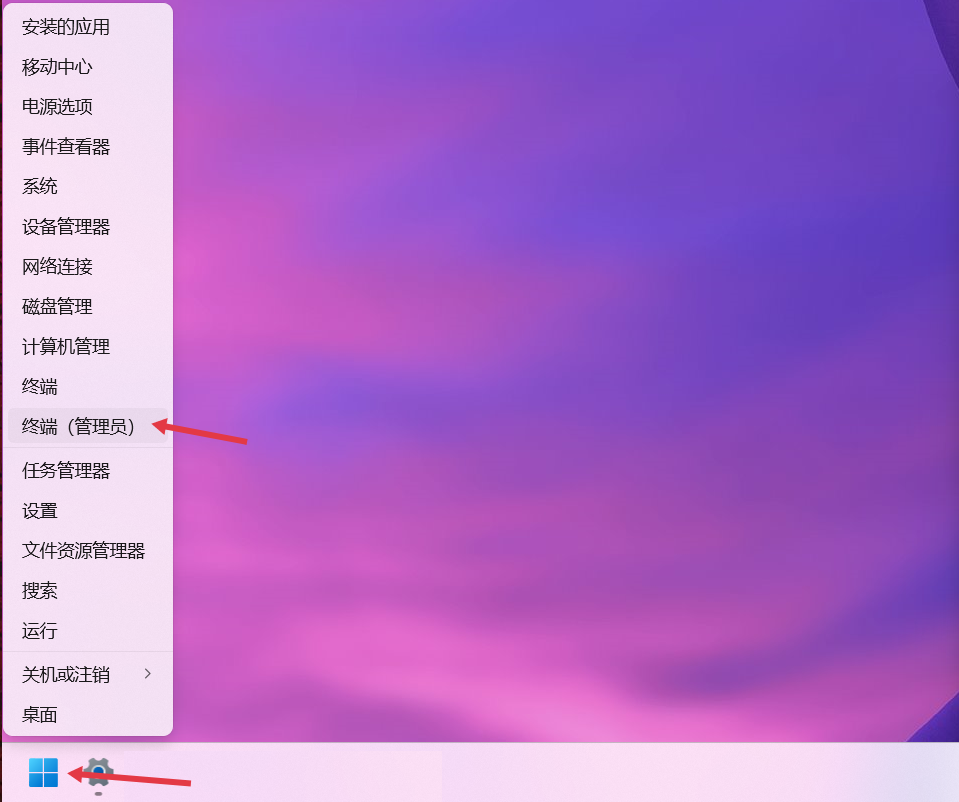 安装的应用
移动中心
电源选项
事件查看器
系统
设备管理器
网络连接
磁盘管理
计算机管理
终端
终端（管理员）
任务管理器
设置
文件资源管理器
搜索
运行
关机或注销
桌面